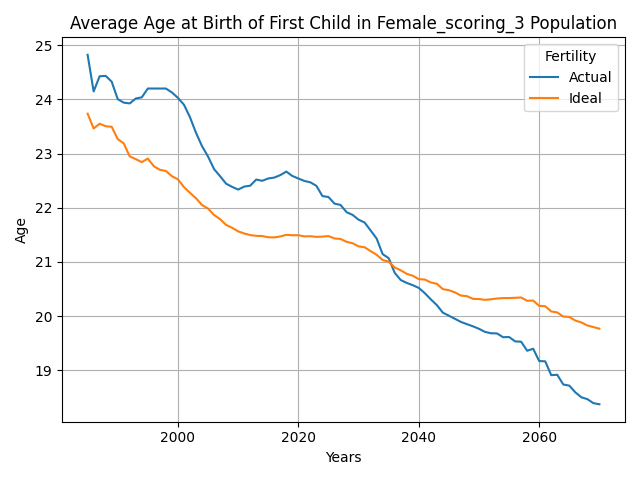 Average Age at Birth of First Child in Female_scoring_3 Population
Fertility
Actual
Ideal
Age
25
24
23
22
21
20
19
2000
2020
2040
2060
Years